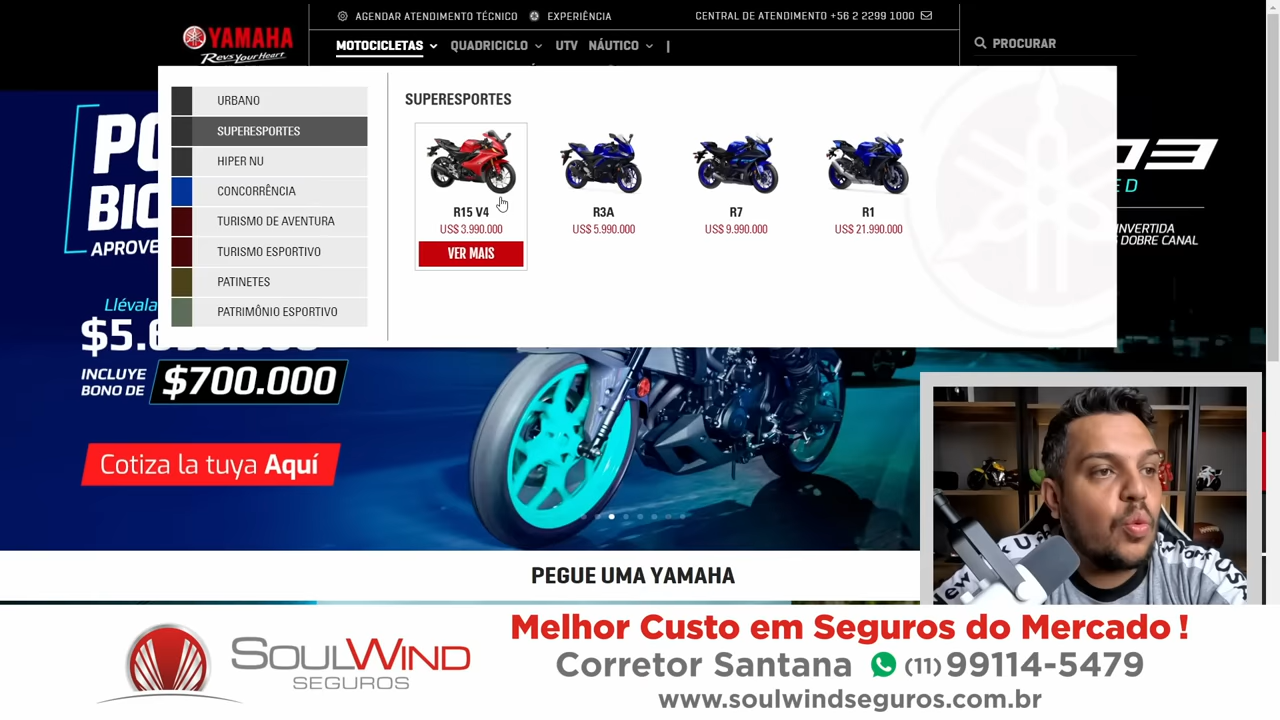 AGENDAR ATENDIMENTO TÉCNICO
EXPERIÊNCIA
CENTRAL DE ATENDIMENTO +56 2 2299 1000
YAMAHA
Revs Your Heart
MOTOCICLETAS
QUADRICICLO
UTV
NÁUTICO
|
PROCURAR
URBANO
SUPERESPORTES
HIPER NU
CONCORRÊNCIA
TURISMO DE AVENTURA
TURISMO ESPORTIVO
PATINETES
PATRIMÔNIO ESPORTIVO
SUPERESPORTES
R15 V4
US$ 3.990.000
VER MAIS
R3A
US$ 5.990.000
R7
US$ 9.990.000
R1
US$ 21.990.000
BIC
APROVE
INVERTIDA
DOBRE CANAL
Llévala
INCLUYE
BONO DE
$700.000
Cotiza la tuya Aquí
PEGUE UMA YAMAHA
SOULWIND
SEGUROS
Melhor Custo em Seguros do Mercado !
Corretor Santana (11) 99114-5479
www.soulwindseguros.com.br